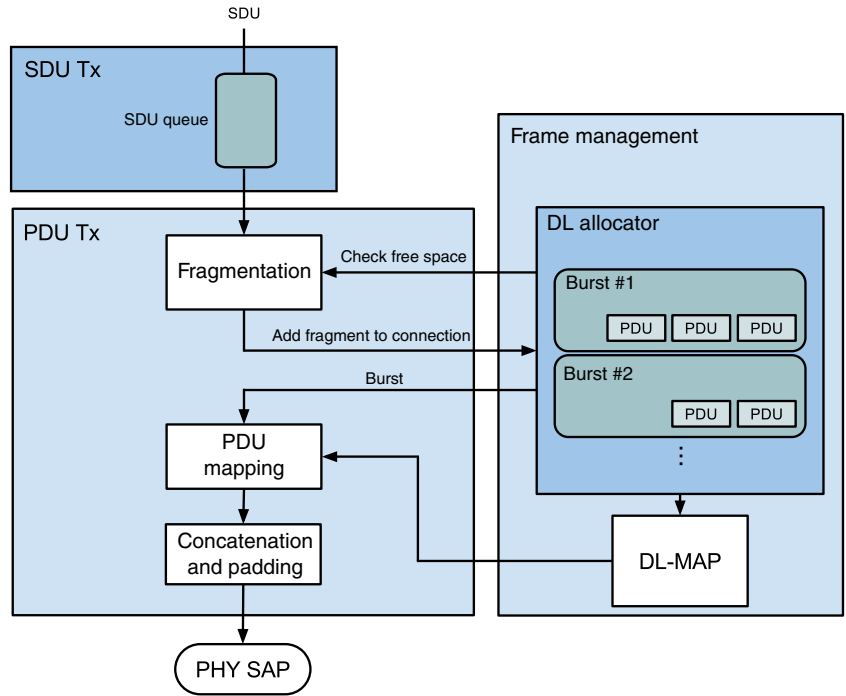 SDU
SDU Tx
SDU queue
Frame management
PDU Tx
DL allocator
Fragmentation
Check free space
Burst #1
PDU PDU PDU
Add fragment to connection
Burst
Burst #2
PDU PDU
PDU
mapping
Concatenation
and padding
DL-MAP
PHY SAP